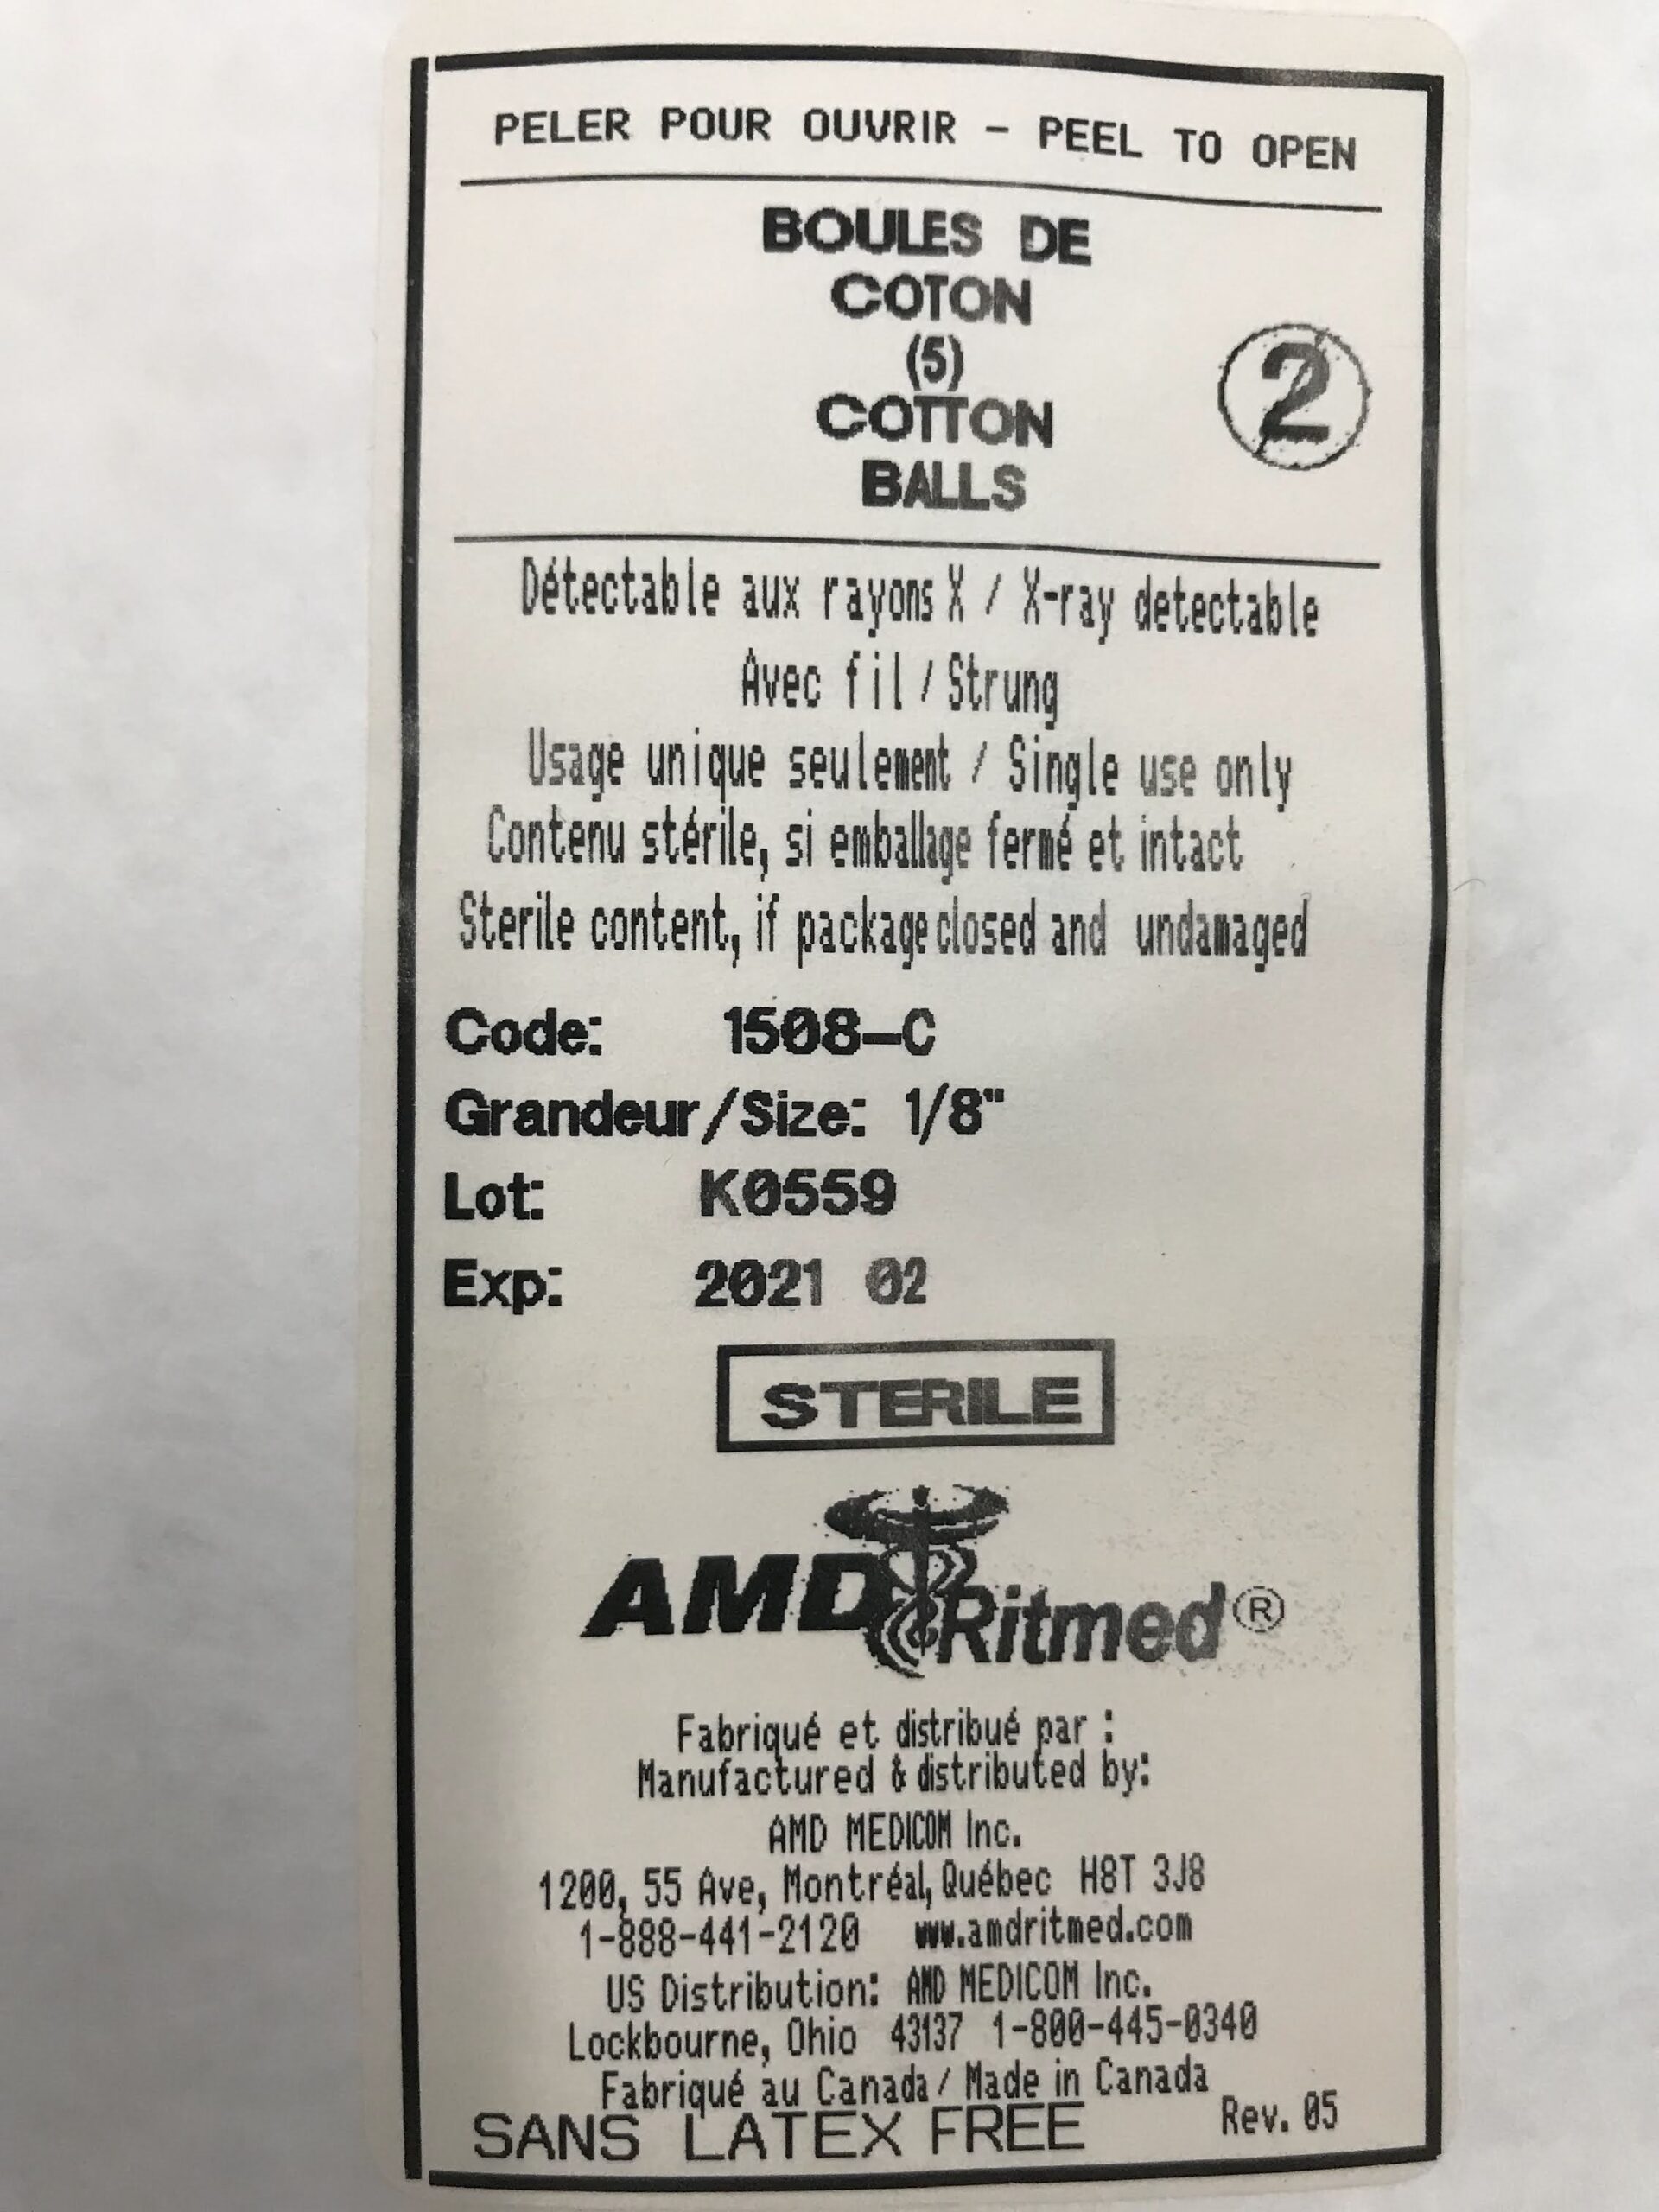 PELER POUR OUVRIR - PEEL TO OPEN
BOULES DE
COTON
(5)
COTTON
BALLS
2
Détectable aux rayons X / X-ray detectable
Avec fil / Strung
Usage unique seulement / Single use only
Contenu stérile, si emballage fermé et intact
Sterile content, if package closed and undamaged
Code: 1508-C
Grandeur/Size: 1/8"
Lot: K0559
Exp: 2021 02
STERILE
AMD Ritmed®
Fabriqué et distribué par :
Manufactured & distributed by:
AMD MEDICOM Inc.
1200, 55 Ave, Montréal, Québec H8T 3J8
1-888-441-2120 www.amdritmed.com
US Distribution: AMD MEDICOM Inc.
Lockbourne, Ohio 43137 1-800-445-0340
Fabriqué au Canada / Made in Canada
SANS LATEX FREE Rev. 05